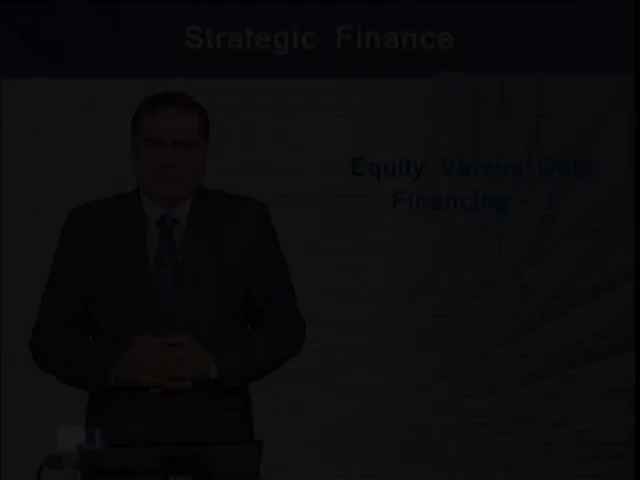 Strategic Finance
Equity Versus Debt
Financing - 1